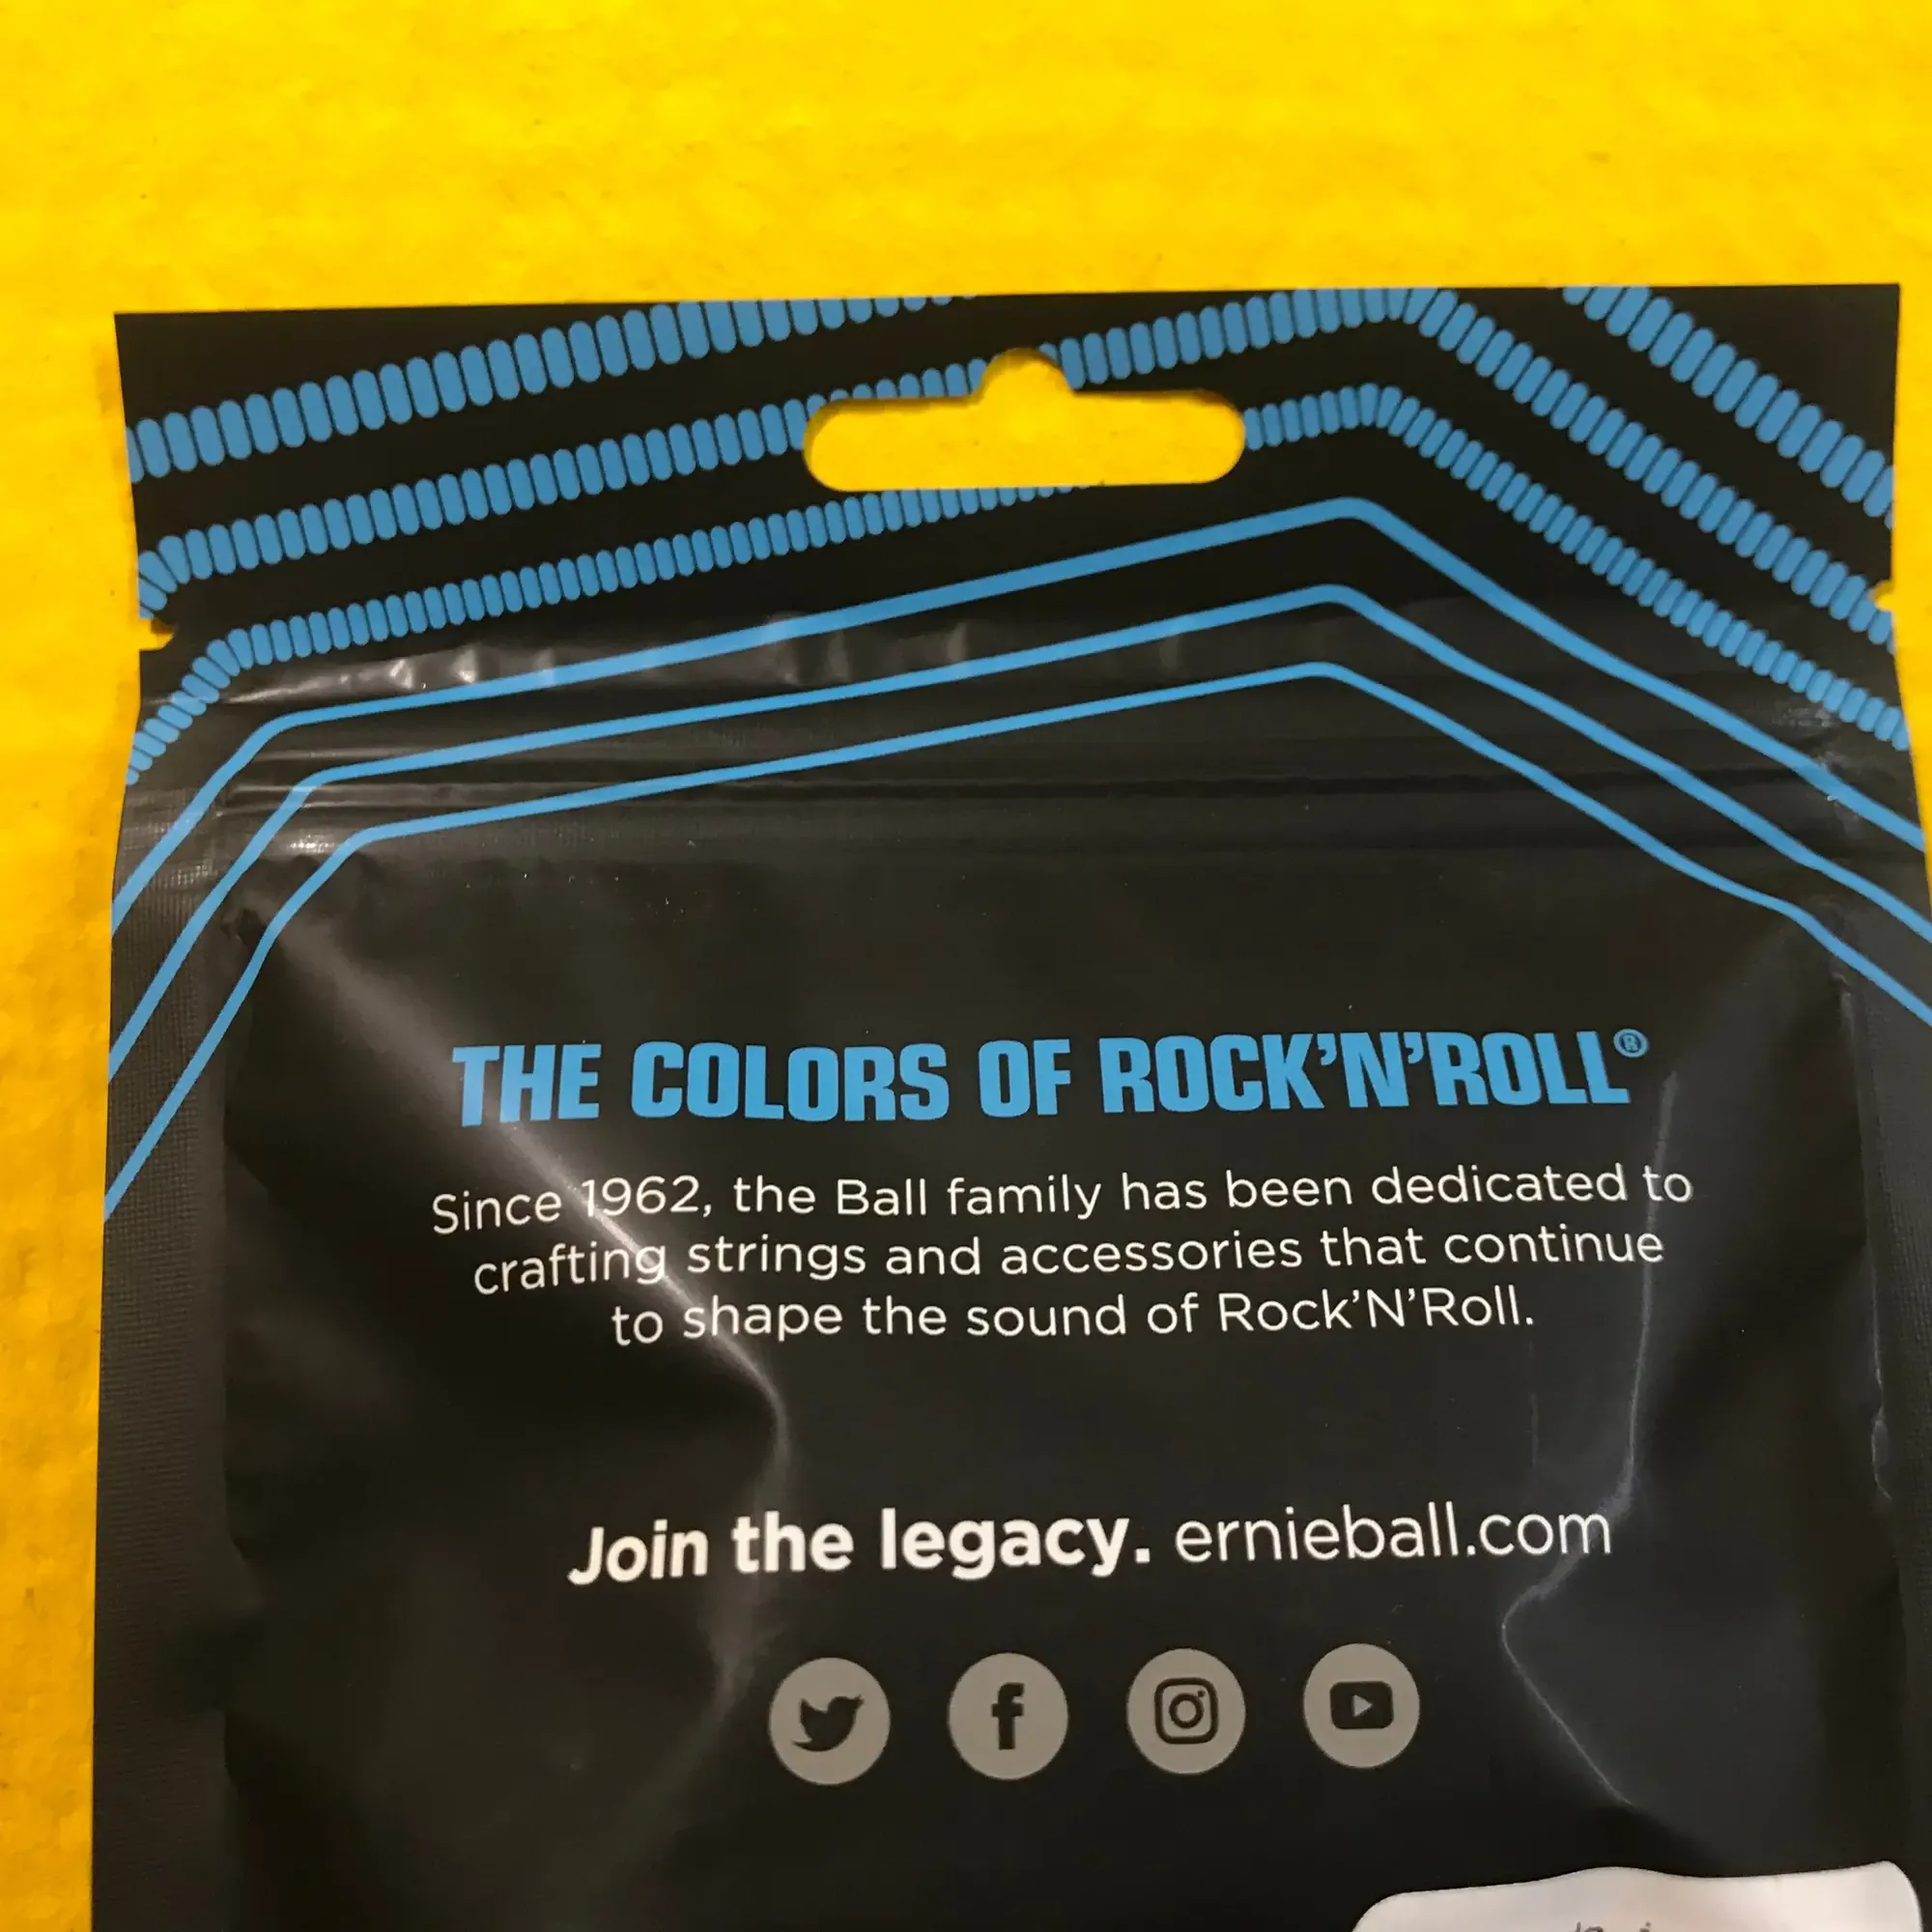 THE COLORS OF ROCK’N’ROLL®
Since 1962, the Ball family has been dedicated to
crafting strings and accessories that continue
to shape the sound of Rock’N’Roll.
Join the legacy. ernieball.com